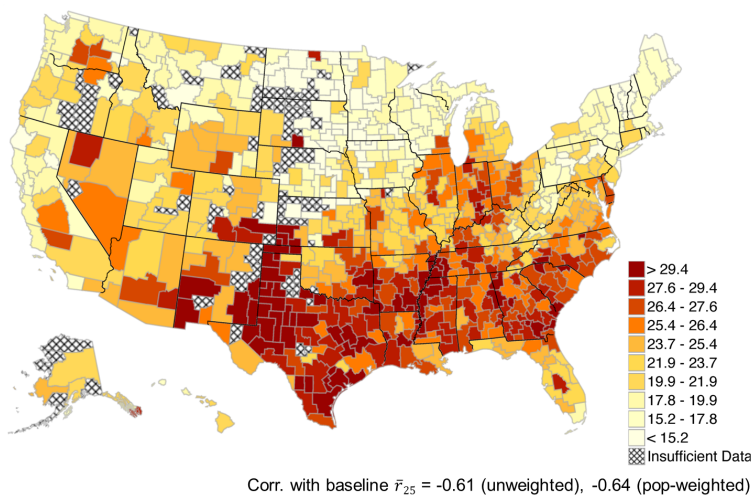 > 29.4
27.6 - 29.4
26.4 - 27.6
25.4 - 26.4
23.7 - 25.4
21.9 - 23.7
19.9 - 21.9
17.8 - 19.9
15.2 - 17.8
< 15.2
Insufficient Data
Corr. with baseline r̄₂₅ = -0.61 (unweighted), -0.64 (pop-weighted)